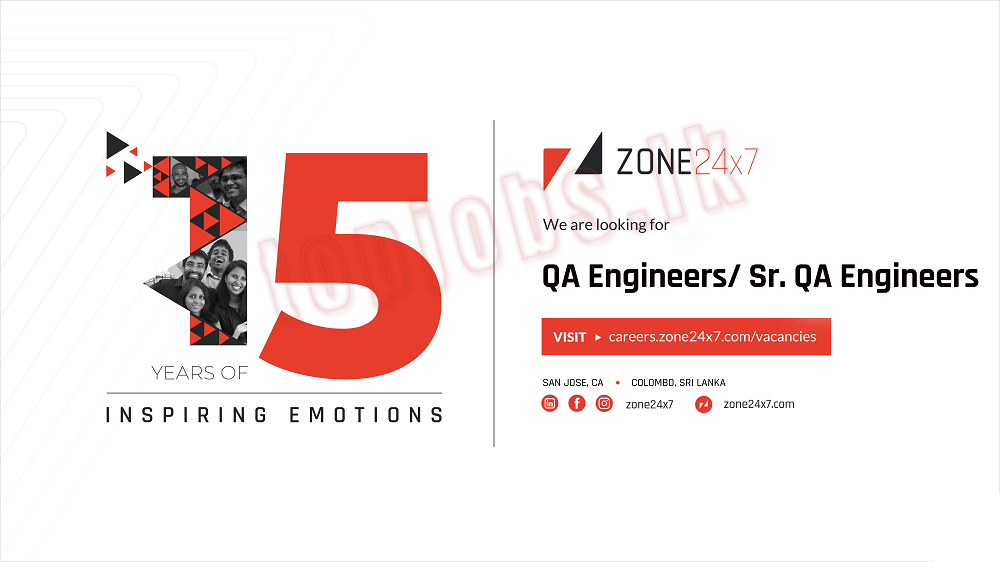 15
YEARS OF
INSPIRING EMOTIONS
topjobs.lk
ZONE24x7
We are looking for
QA Engineers/ Sr. QA Engineers
VISIT ▸ careers.zone24x7.com/vacancies
SAN JOSE, CA • COLOMBO, SRI LANKA
zone24x7 zone24x7.com